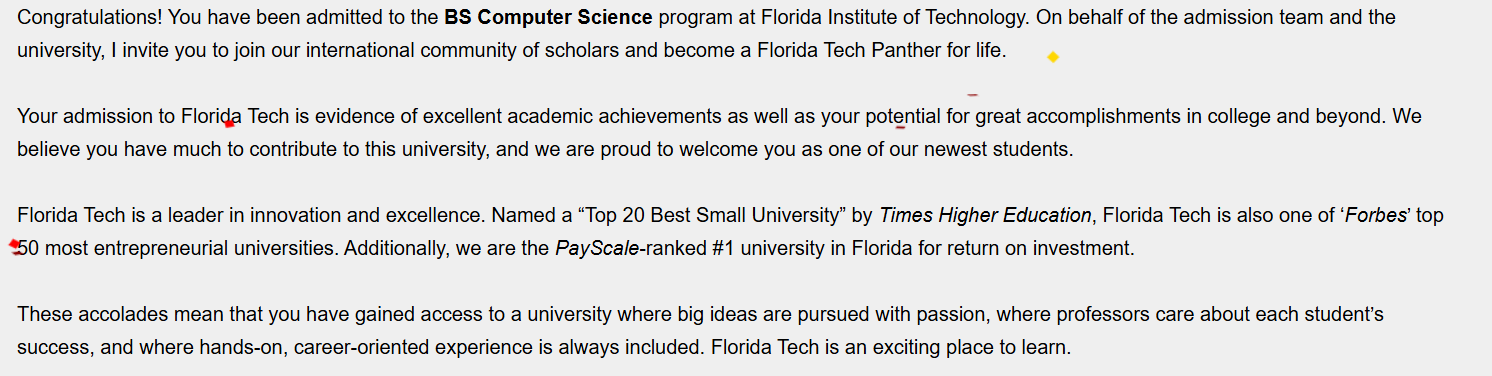 Congratulations! You have been admitted to the BS Computer Science program at Florida Institute of Technology. On behalf of the admission team and the
university, I invite you to join our international community of scholars and become a Florida Tech Panther for life.
Your admission to Florida Tech is evidence of excellent academic achievements as well as your potential for great accomplishments in college and beyond. We
believe you have much to contribute to this university, and we are proud to welcome you as one of our newest students.
Florida Tech is a leader in innovation and excellence. Named a “Top 20 Best Small University” by Times Higher Education, Florida Tech is also one of ‘Forbes’ top
50 most entrepreneurial universities. Additionally, we are the PayScale-ranked #1 university in Florida for return on investment.
These accolades mean that you have gained access to a university where big ideas are pursued with passion, where professors care about each student’s
success, and where hands-on, career-oriented experience is always included. Florida Tech is an exciting place to learn.